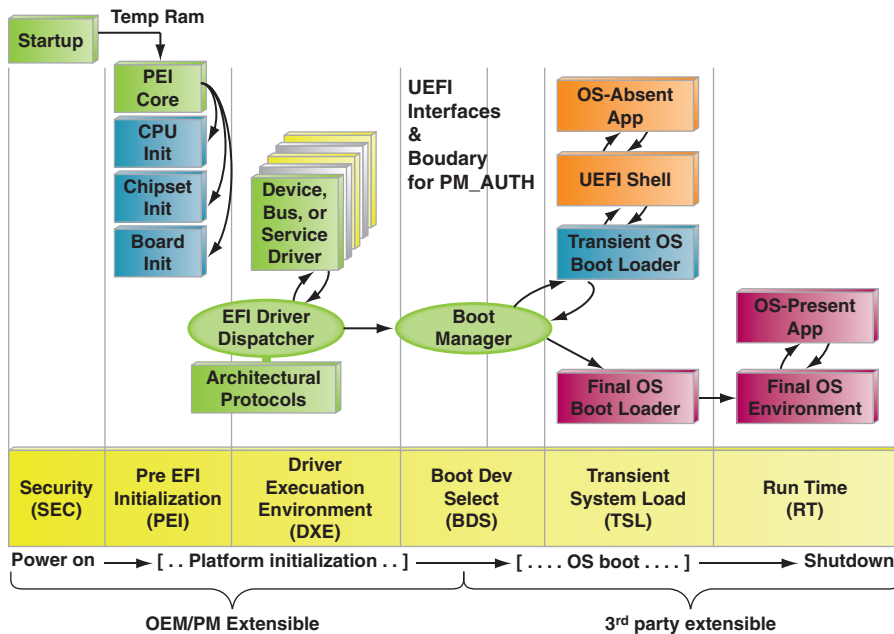 Temp Ram
Startup
PEI
Core
CPU
Init
Chipset
Init
Board
Init
Device,
Bus, or
Service
Driver
EFI Driver
Dispatcher
Architectural
Protocols
UEFI
Interfaces
&
Boudary
for PM_AUTH
Boot
Manager
OS-Absent
App
UEFI Shell
Transient OS
Boot Loader
Final OS
Boot Loader
OS-Present
App
Final OS
Environment
Security
(SEC)
Pre EFI
Initialization
(PEI)
Driver
Execution
Environment
(DXE)
Boot Dev
Select
(BDS)
Transient
System Load
(TSL)
Run Time
(RT)
Power on [ . . Platform initialization . . ] [ . . . . OS boot . . . . ] Shutdown
OEM/PM Extensible
3rd party extensible